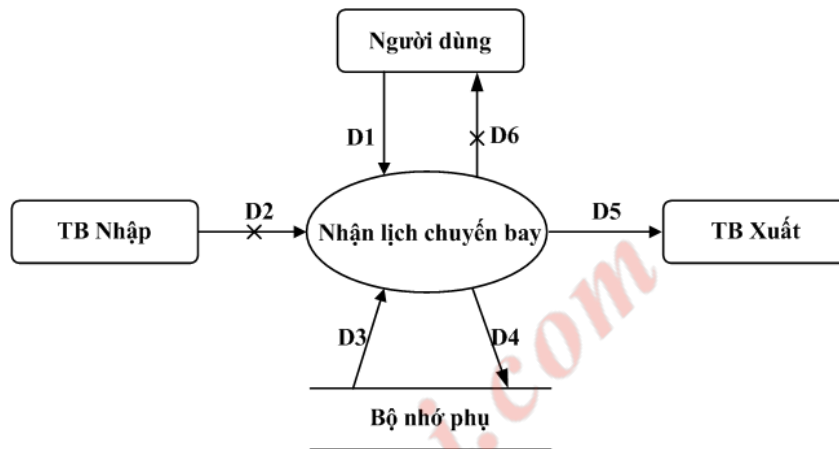 Người dùng
D1
D6
TB Nhập
D2
Nhận lịch chuyến bay
D5
TB Xuất
D3
D4
Bộ nhớ phụ
i.com